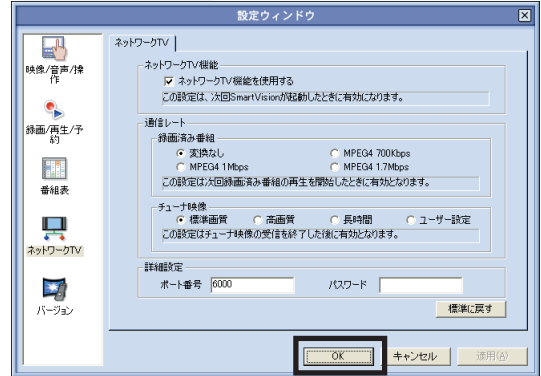 設定ウィンドウ
映像/音声/操
作
録画/再生/予
約
番組表
ネットワークTV
バージョン
ネットワークTV
ネットワークTV機能
ネットワークTV機能を使用する
この設定は、次回SmartVisionが起動したときに有効になります。
通信レート
録画済み番組
変換なし MPEG4 700Kbps
MPEG4 1Mbps MPEG4 1.7Mbps
この設定は次回録画済み番組の再生を開始したときに有効となります。
チューナ映像
標準画質 高画質 長時間 ユーザー設定
この設定はチューナ映像の受信を終了した後に有効となります。
詳細設定
ポート番号 6000 パスワード
標準に戻す
OK キャンセル 適用(A)